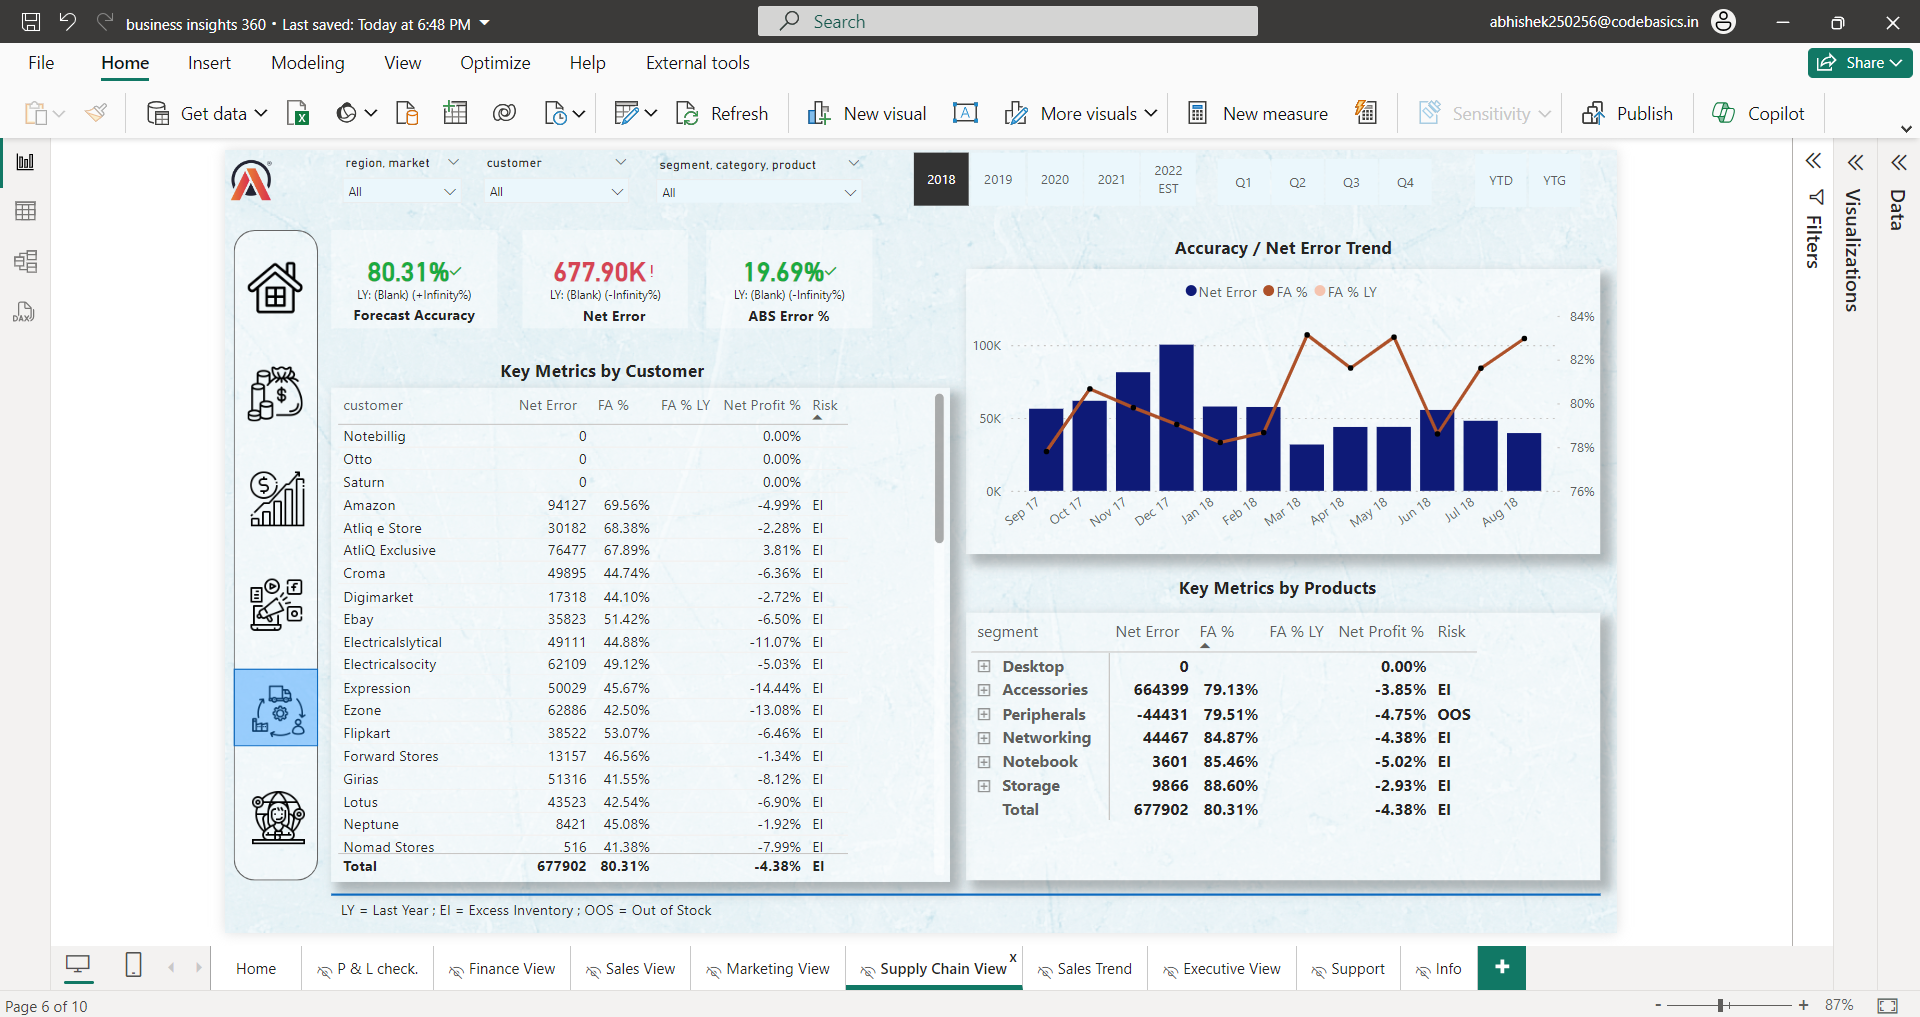 business insights 360 • Last saved: Today at 6:48 PM
Search
abhishek250256@codebasics.in
File Home Insert Modeling View Optimize Help External tools
Share
Get data
Refresh
New visual
More visuals
New measure
Sensitivity
Publish
Copilot
region, market
All
customer
All
segment, category, product
All
2018 2019 2020 2021 2022 EST
Q1 Q2 Q3 Q4
YTD YTG
80.31%
LY: (Blank) (+Infinity%)
Forecast Accuracy
677.90K!
LY: (Blank) (-Infinity%)
Net Error
19.69%
LY: (Blank) (-Infinity%)
ABS Error %
Key Metrics by Customer
customer Net Error FA % FA % LY Net Profit % Risk
Notebillig 0 0.00%
Otto 0 0.00%
Saturn 0 0.00%
Amazon 94127 69.56% -4.99% EI
Atliq e Store 30182 68.38% -2.28% EI
AtliQ Exclusive 76477 67.89% 3.81% EI
Croma 49895 44.74% -6.36% EI
Digimarket 17318 44.10% -2.72% EI
Ebay 35823 51.42% -6.50% EI
Electricalslytical 49111 44.88% -11.07% EI
Electricalsocity 62109 49.12% -5.03% EI
Expression 50029 45.67% -14.44% EI
Ezone 62886 42.50% -13.08% EI
Flipkart 38522 53.07% -6.46% EI
Forward Stores 13157 46.56% -1.34% EI
Girias 51316 41.55% -8.12% EI
Lotus 43523 42.54% -6.90% EI
Neptune 8421 45.08% -1.92% EI
Nomad Stores 516 41.38% -7.99% EI
Total 677902 80.31% -4.38% EI
Accuracy / Net Error Trend
Net Error FA % FA % LY
100K
50K
0K
84%
82%
80%
78%
76%
Sep 17 Oct 17 Nov 17 Dec 17 Jan 18 Feb 18 Mar 18 Apr 18 May 18 Jun 18 Jul 18 Aug 18
Key Metrics by Products
segment Net Error FA % FA % LY Net Profit % Risk
Desktop 0 0.00%
Accessories 664399 79.13% -3.85% EI
Peripherals -44431 79.51% -4.75% OOS
Networking 44467 84.87% -4.38% EI
Notebook 3601 85.46% -5.02% EI
Storage 9866 88.60% -2.93% EI
Total 677902 80.31% -4.38% EI
LY = Last Year ; EI = Excess Inventory ; OOS = Out of Stock
Filters
Visualizations
Data
DAX
Home P & L check. Finance View Sales View Marketing View Supply Chain View x Sales Trend Executive View Support Info +
Page 6 of 10
- + 87%